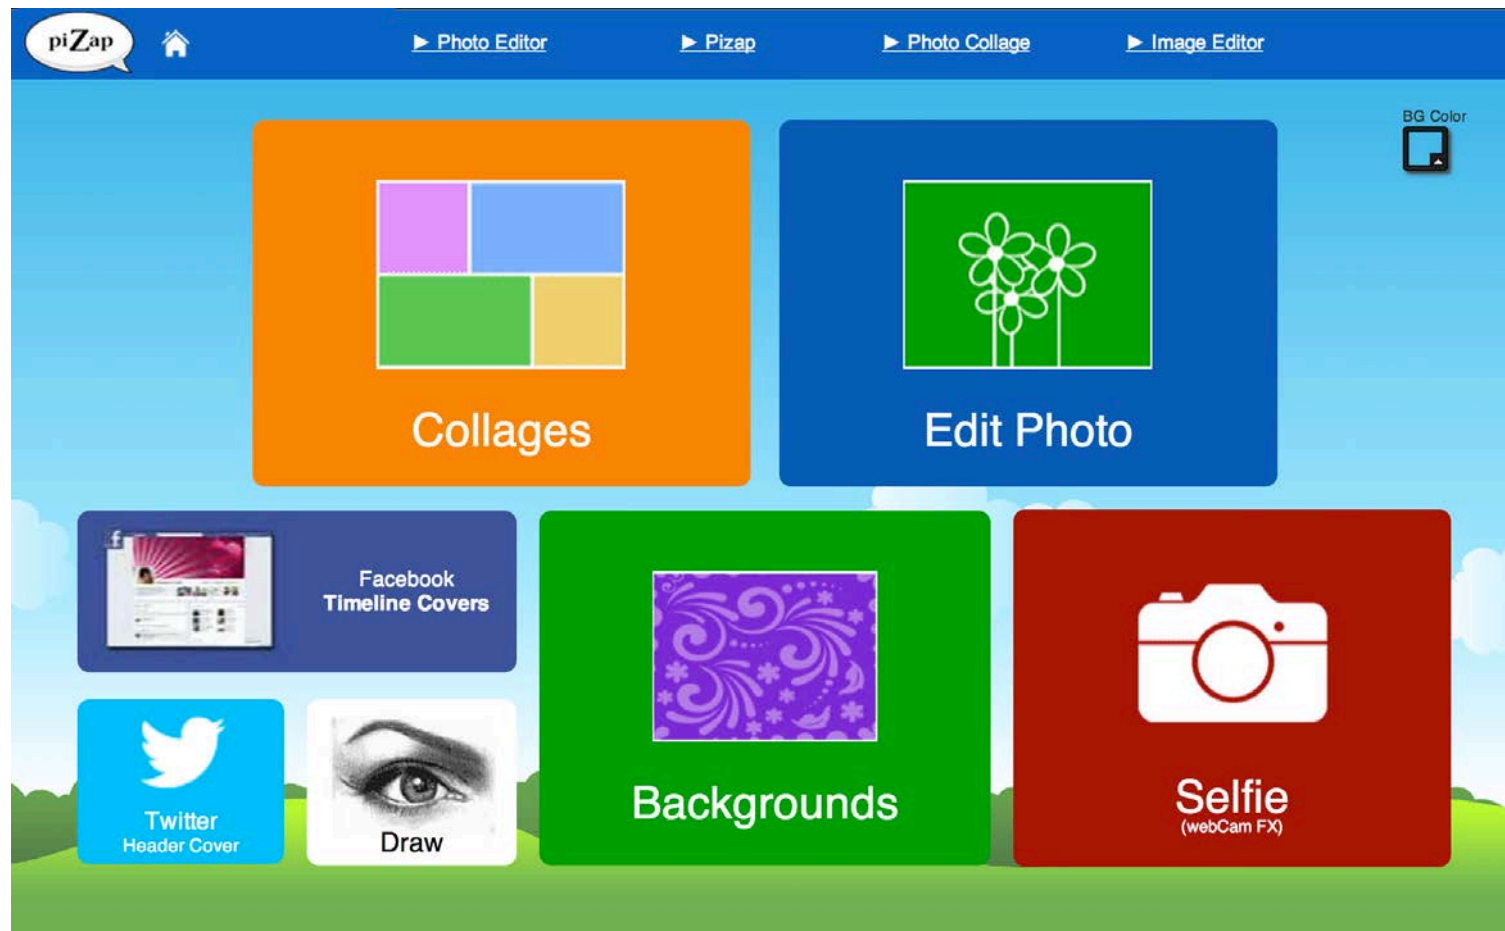 piZap
► Photo Editor
► Pizap
► Photo Collage
► Image Editor
BG Color
Collages
Edit Photo
f
Facebook
Timeline Covers
Backgrounds
Selfie
(webCam FX)
Twitter
Header Cover
Draw